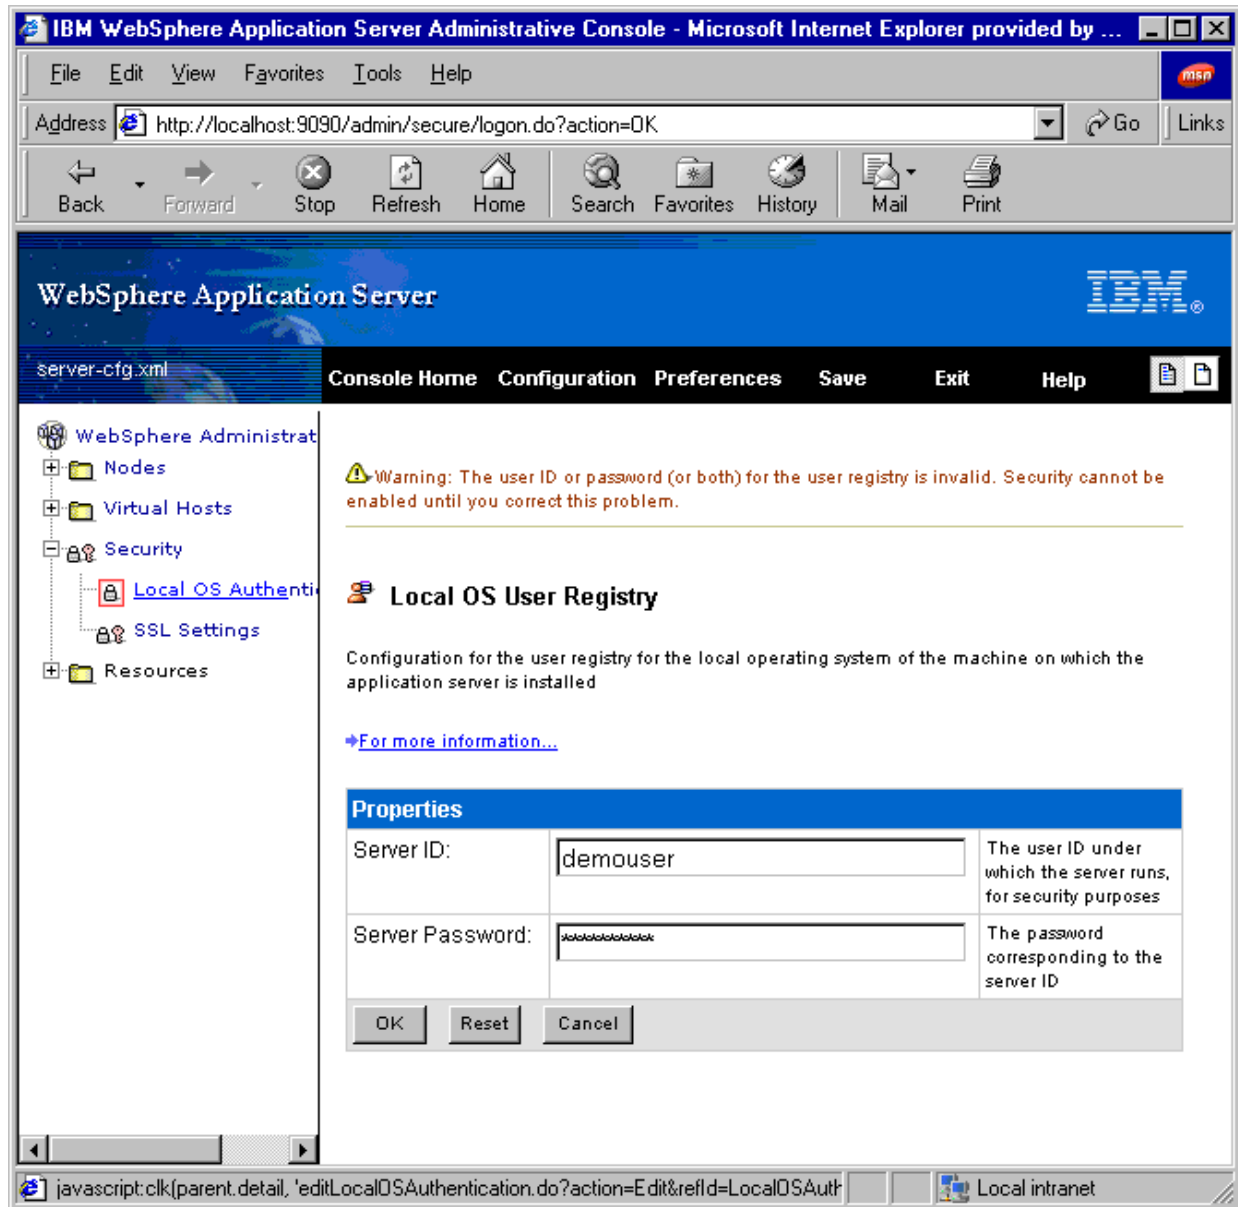 IBM WebSphere Application Server Administrative Console - Microsoft Internet Explorer provided by ...
File Edit View Favorites Tools Help
msn
Address http://localhost:9090/admin/secure/logon.do?action=OK Go Links
Back Forward Stop Refresh Home Search Favorites History Mail Print
WebSphere Application Server
IBM®
server-cfg.xml
Console Home Configuration Preferences Save Exit Help
WebSphere Administrat
Nodes
Virtual Hosts
Security
Local OS Authenti
SSL Settings
Resources
Warning: The user ID or password (or both) for the user registry is invalid. Security cannot be
enabled until you correct this problem.
Local OS User Registry
Configuration for the user registry for the local operating system of the machine on which the
application server is installed
For more information...
Properties
Server ID:
demouser
The user ID under
which the server runs,
for security purposes
Server Password:
***********
The password
corresponding to the
server ID
OK Reset Cancel
javascript:clk(parent.detail, 'editLocalOSAuthentication.do?action=Edit&refId=LocalOSAuth
Local intranet